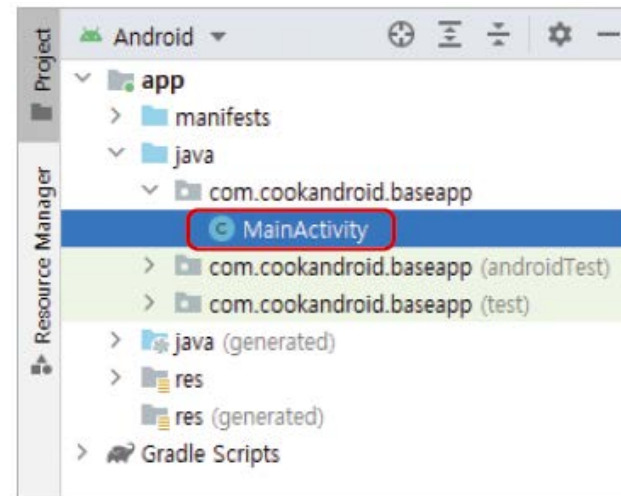 Project
Resource Manager
Android
app
manifests
java
com.cookandroid.baseapp
C MainActivity
com.cookandroid.baseapp (androidTest)
com.cookandroid.baseapp (test)
java (generated)
res
res (generated)
Gradle Scripts